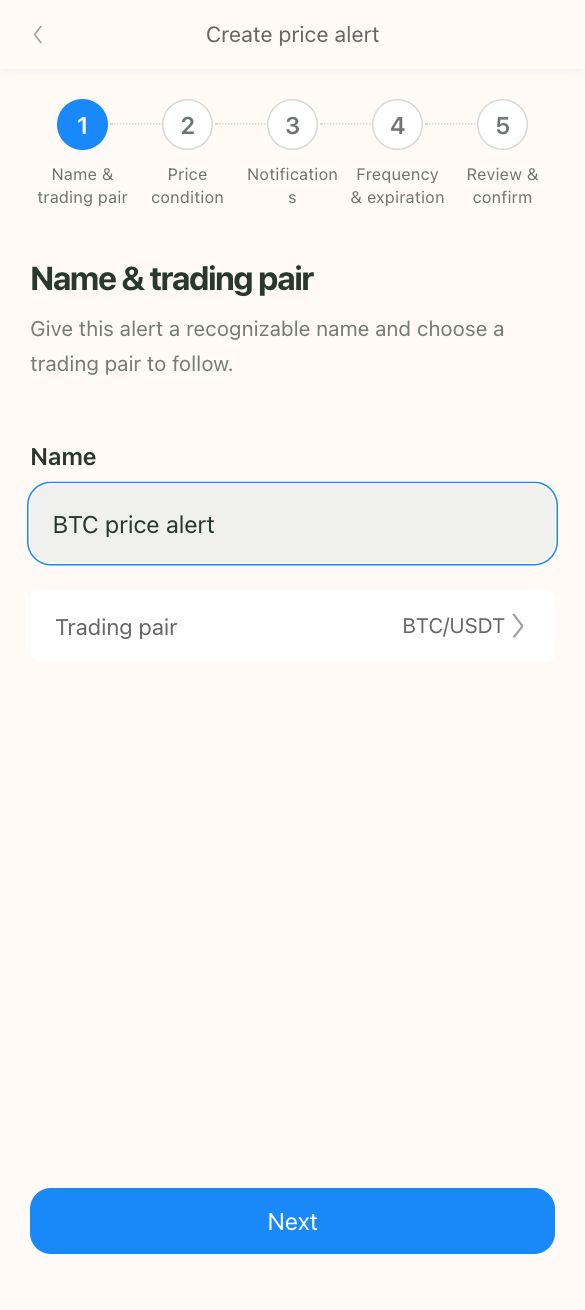 Create price alert
1 2 3 4 5
Name & Price Notification Frequency Review &
trading pair condition s & expiration confirm
Name & trading pair
Give this alert a recognizable name and choose a
trading pair to follow.
Name
BTC price alert
Trading pair BTC/USDT
Next